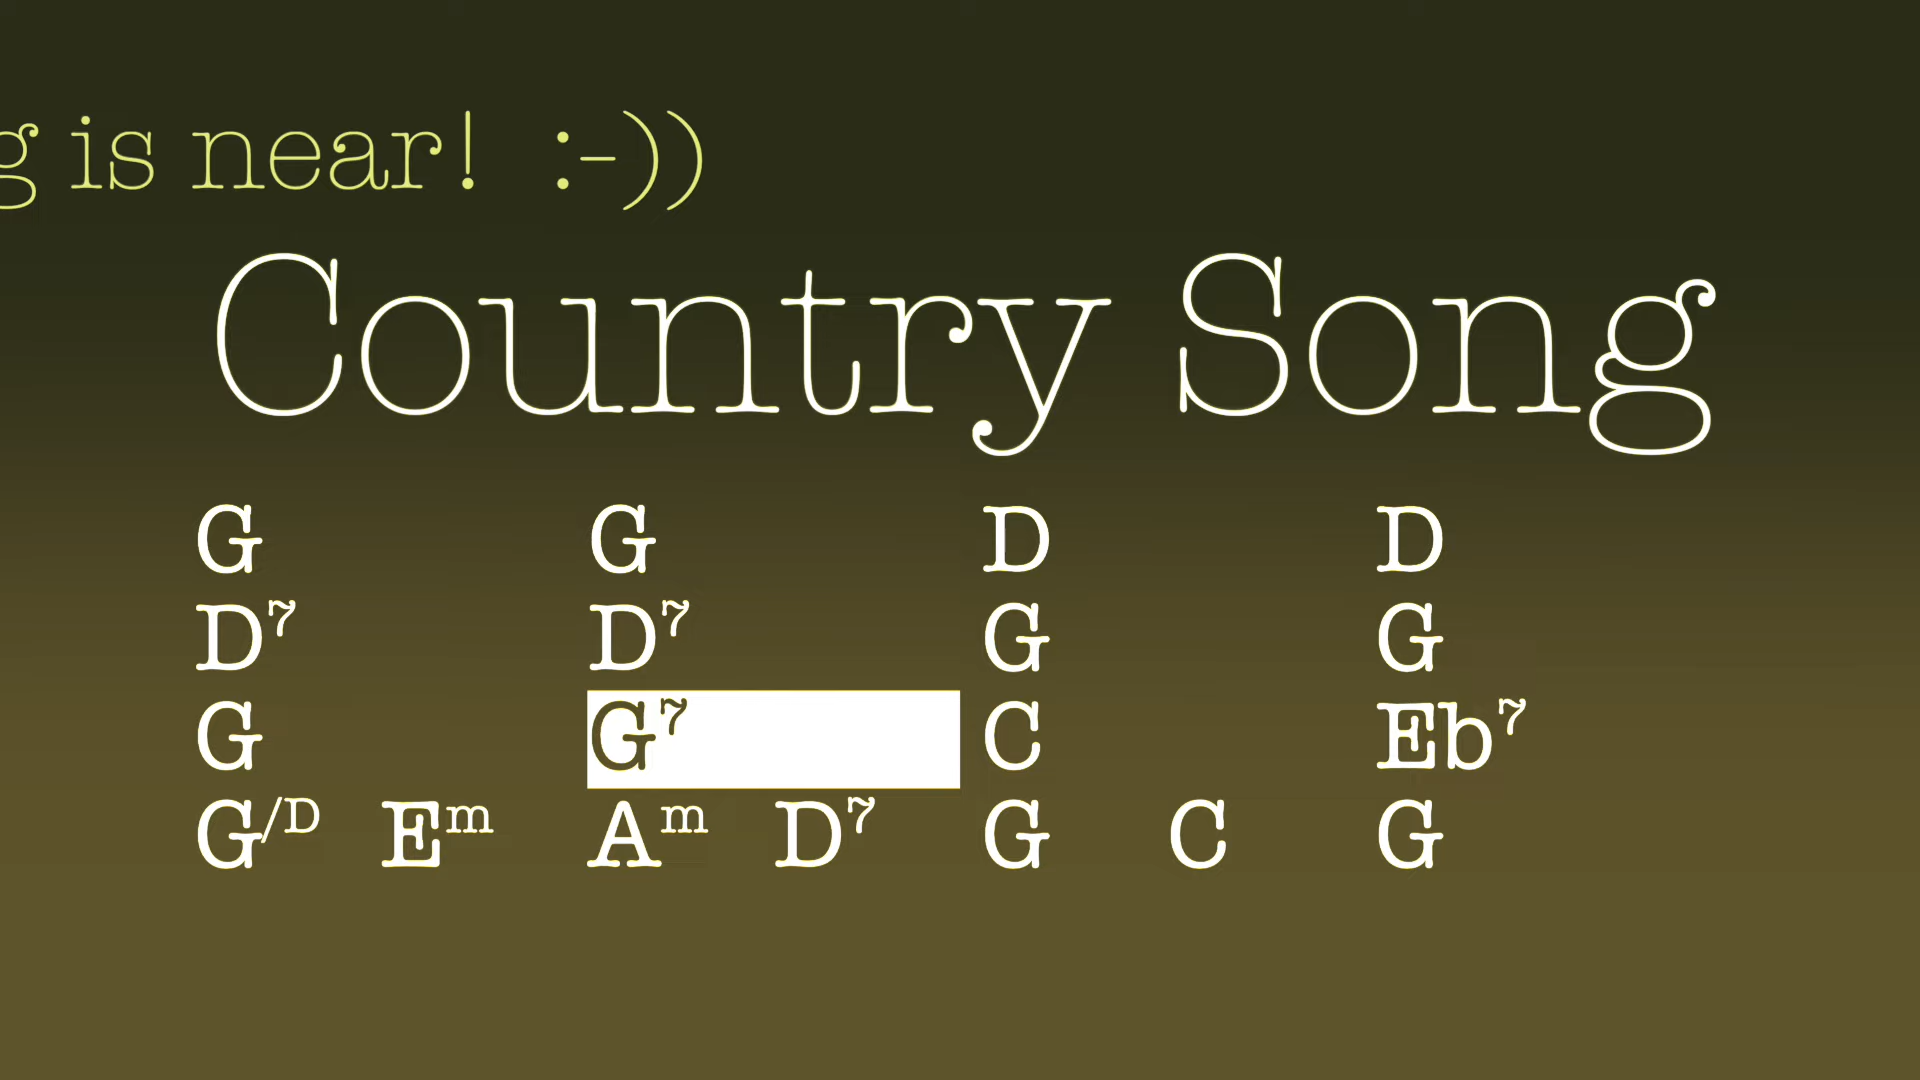 g is near! :-))
Country Song
G G D D
D7 D7 G G
G G7 C Eb7
G/D Em Am D7 G C G